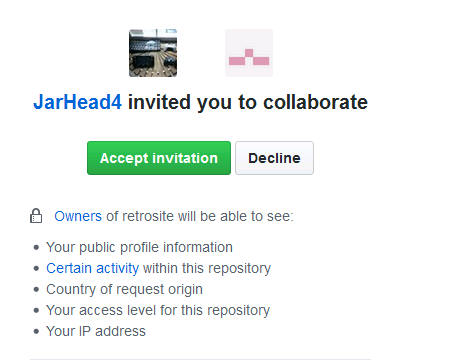 JarHead4 invited you to collaborate
Accept invitation Decline
Owners of retrosite will be able to see:
Your public profile information
Certain activity within this repository
Country of request origin
Your access level for this repository
Your IP address